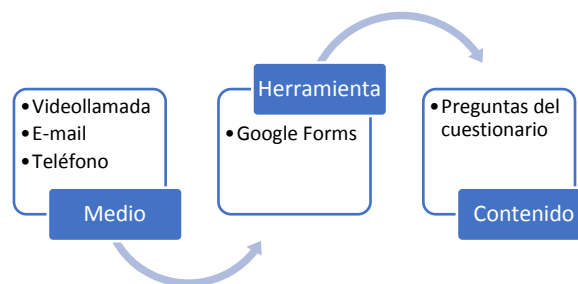 •Videollamada
•E-mail
•Teléfono
Medio
Herramienta
•Google Forms
•Preguntas del
cuestionario
Contenido